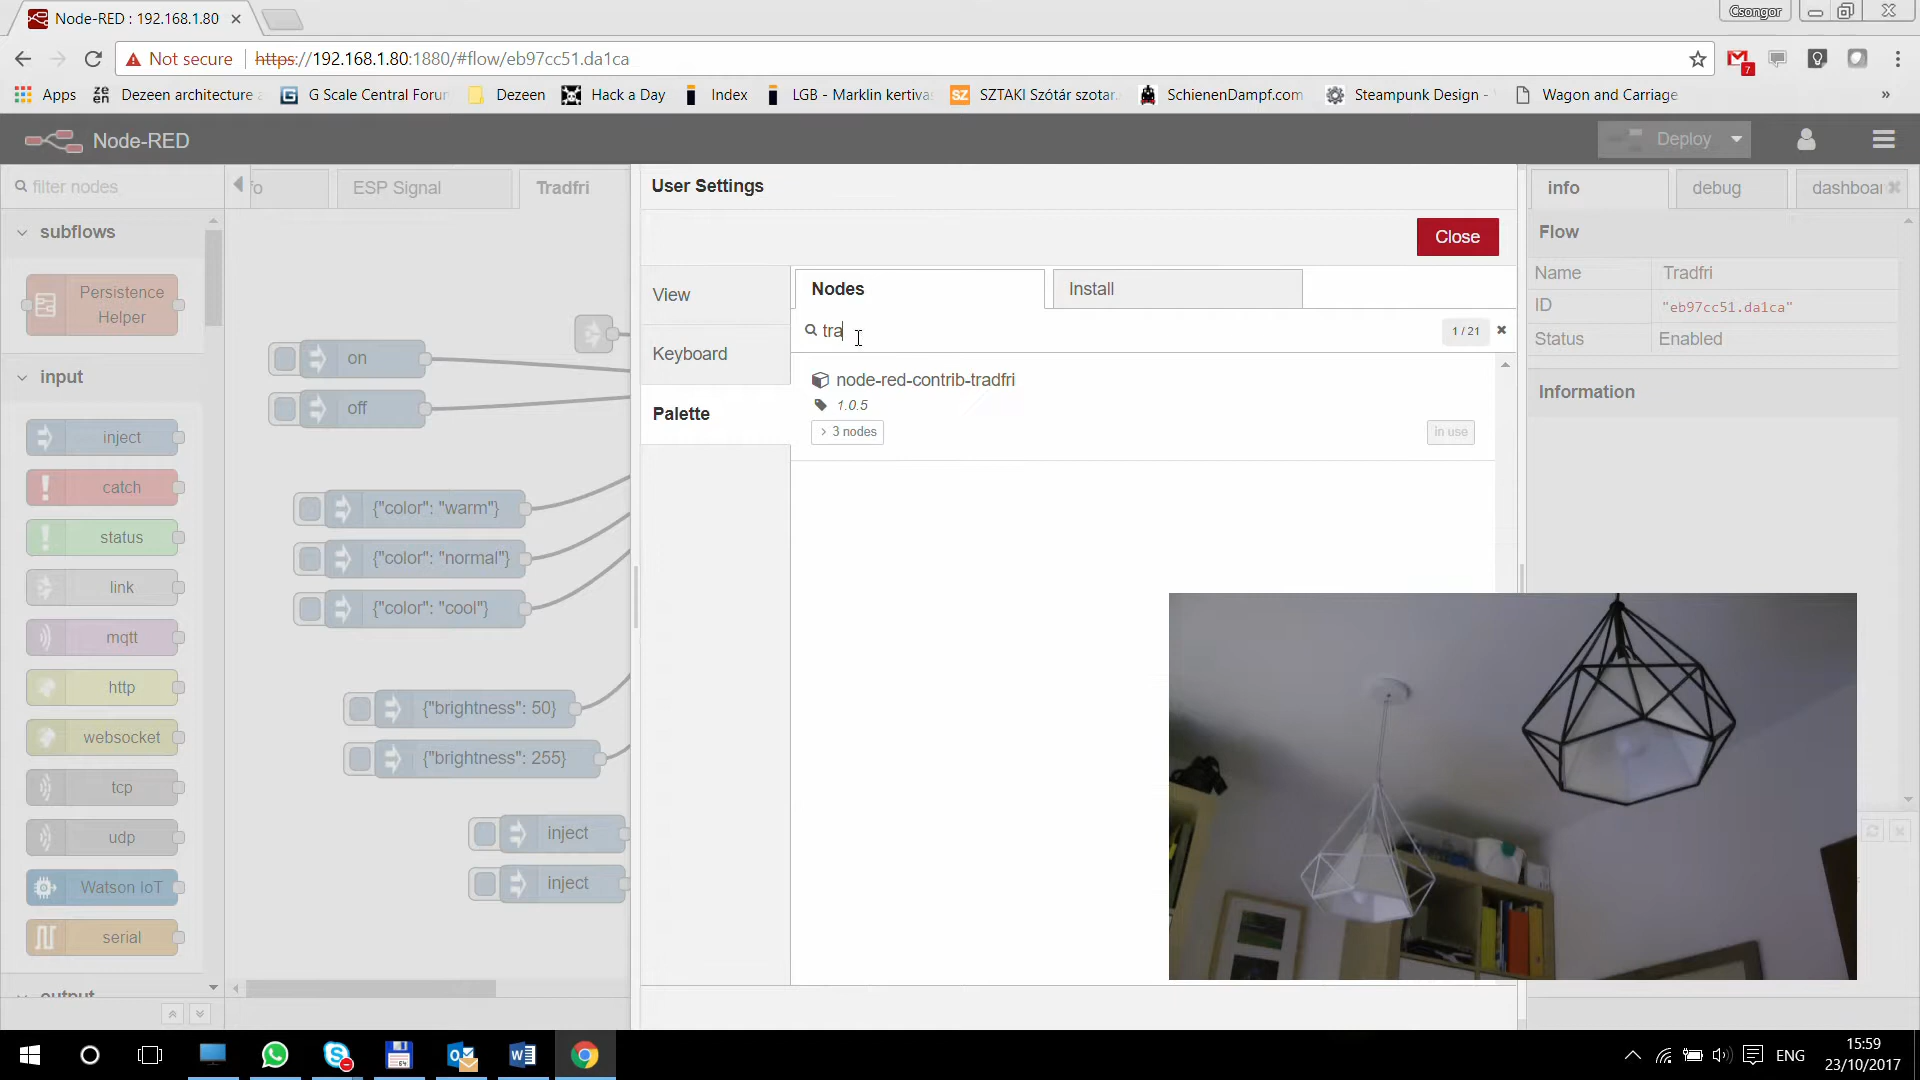 Node-RED : 192.168.1.80
Csongor
Not secure
https://192.168.1.80:1880/#flow/eb97cc51.da1ca
7
Apps
Dezeen architecture
G Scale Central Forun
Dezeen
Hack a Day
Index
LGB - Marklin kertivas
SZ
SZTAKI Szótár szotar.
SchienenDampf.com
Steampunk Design -
Wagon and Carriage
Node-RED
Deploy
filter nodes
fo
ESP Signal
Tradfri
User Settings
info
debug
dashboar
subflows
Persistence
Helper
input
inject
catch
status
link
mqtt
http
websocket
tcp
udp
Watson IoT
serial
output
on
off
{"color": "warm"}
{"color": "normal"}
{"color": "cool"}
{"brightness": 50}
{"brightness": 255}
inject
inject
Close
View
Keyboard
Palette
Nodes
Install
tra
1 / 21
node-red-contrib-tradfri
1.0.5
3 nodes
in use
Flow
Name
Tradfri
ID
"eb97cc51.da1ca"
Status
Enabled
Information
ENG
15:59
23/10/2017